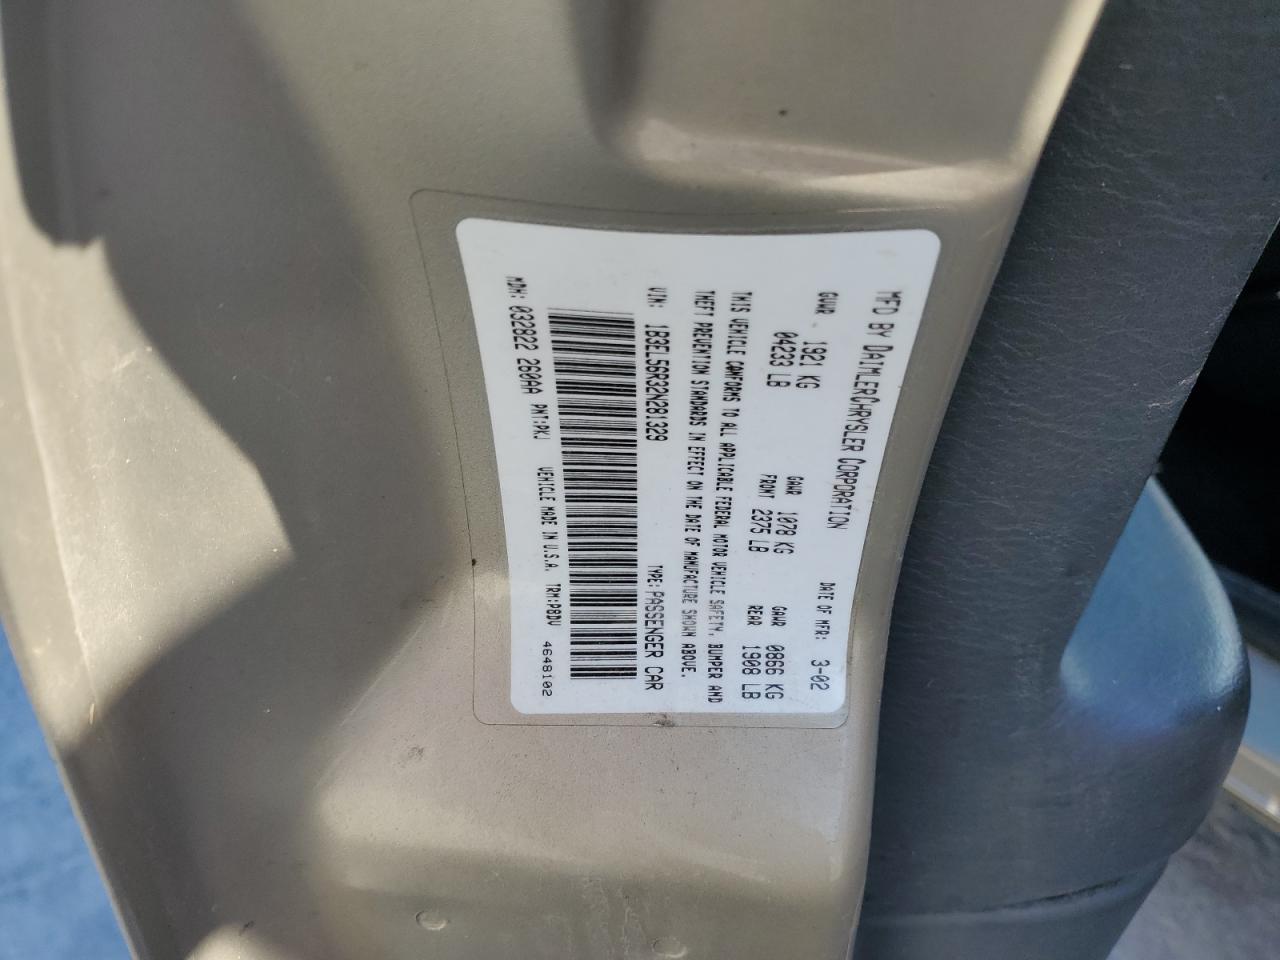 MFD BY DAIMLERCHRYSLER CORPORATION DATE OF MFR: 3-02
GVWR 1921 KG GAWR 1078 KG GAWR 0866 KG
04233 LB FRONT 2375 LB REAR 1908 LB
THIS VEHICLE CONFORMS TO ALL APPLICABLE FEDERAL MOTOR VEHICLE SAFETY, BUMPER AND
THEFT PREVENTION STANDARDS IN EFFECT ON THE DATE OF MANUFACTURE SHOWN ABOVE.
VIN: 1B3EL56R32N281329 TYPE: PASSENGER CAR
MDH: 032822 260AA PNT:PKJ VEHICLE MADE IN U.S.A. TRM:P8DV 4648102